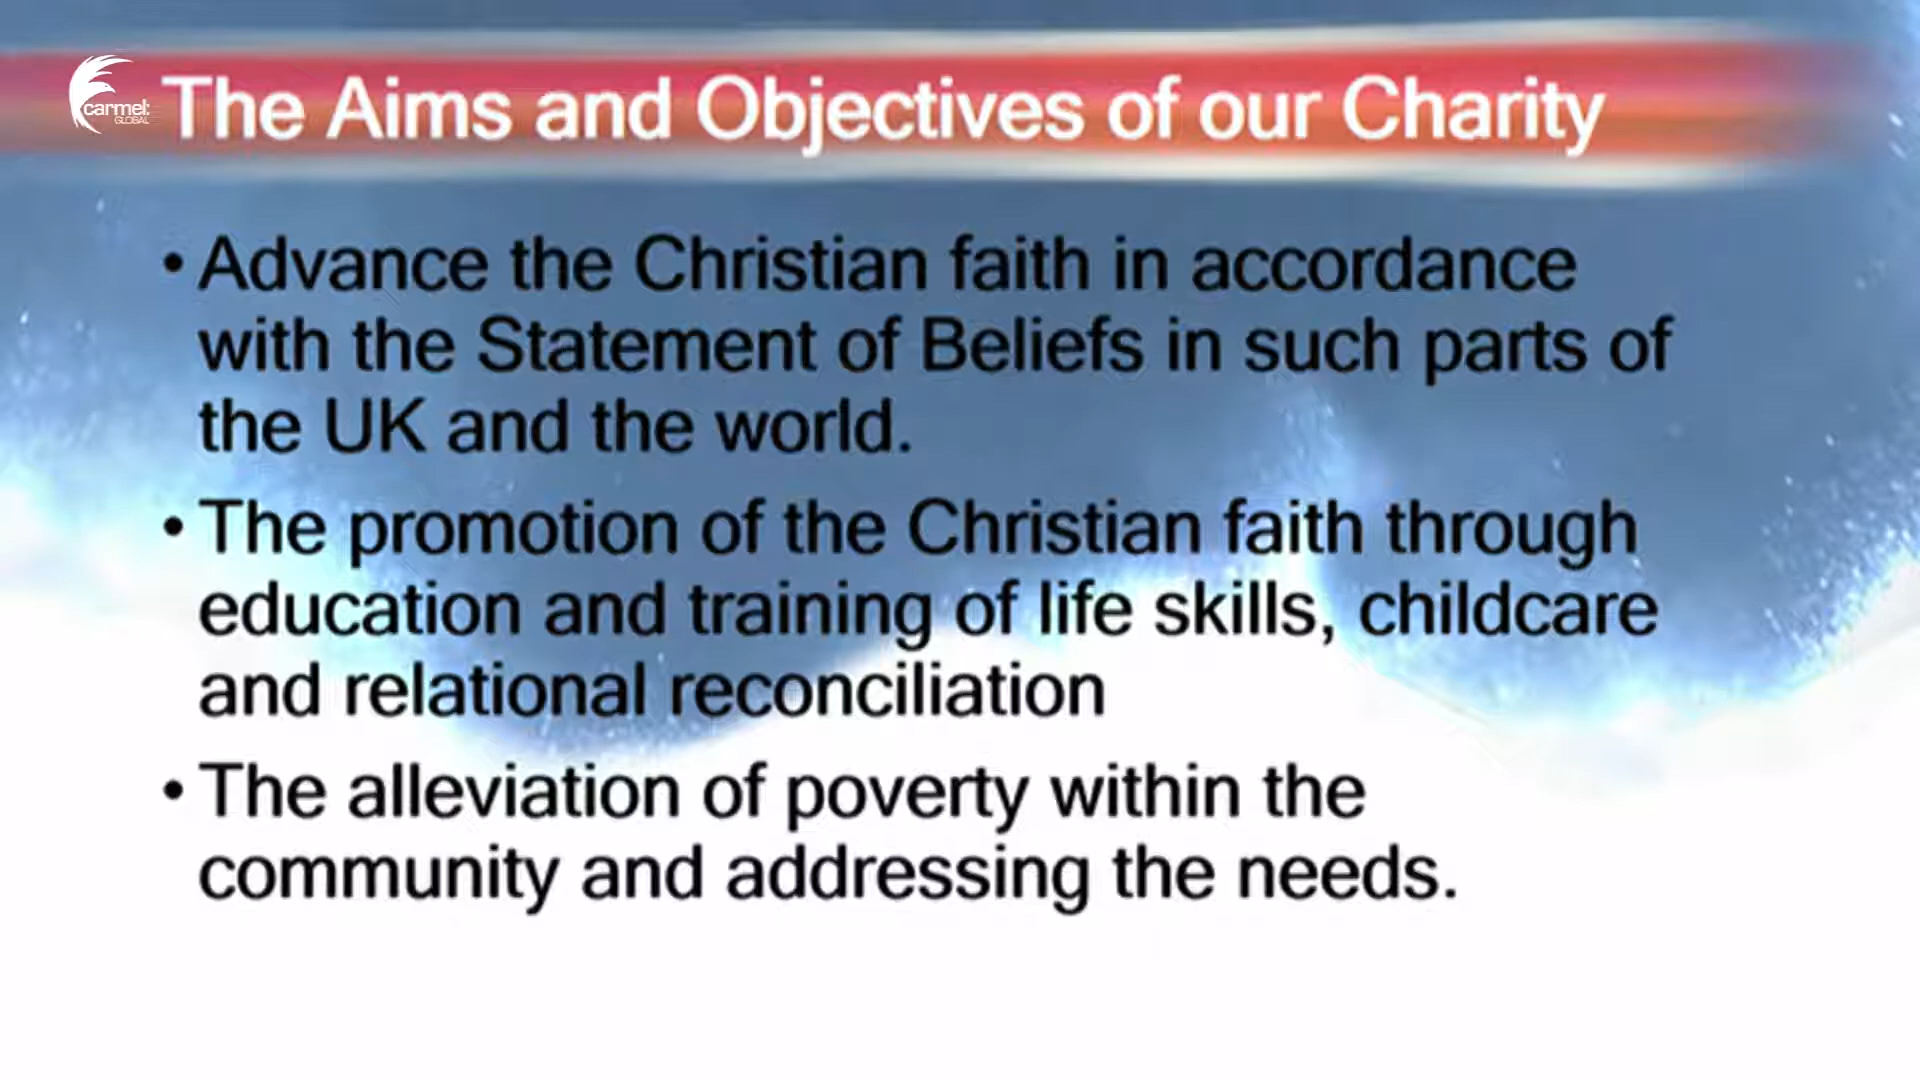 carmel:
GLOBAL
The Aims and Objectives of our Charity
• Advance the Christian faith in accordance
with the Statement of Beliefs in such parts of
the UK and the world.
• The promotion of the Christian faith through
education and training of life skills, childcare
and relational reconciliation
• The alleviation of poverty within the
community and addressing the needs.